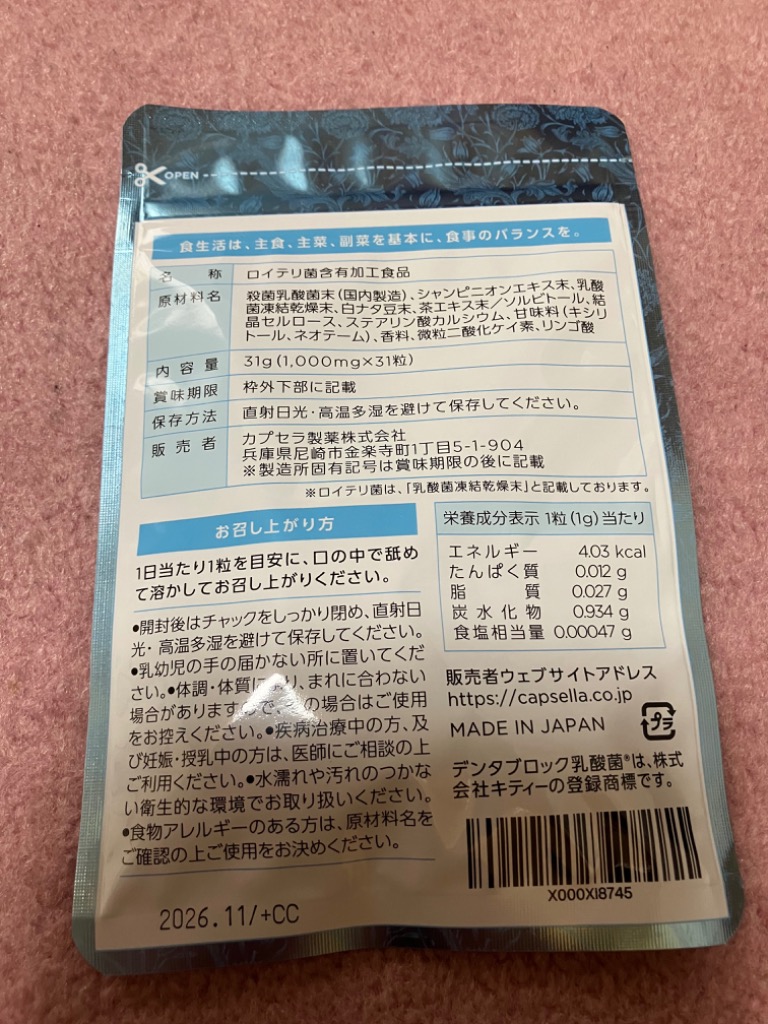 OPEN
食生活は、主食、主菜、副菜を基本に、食事のバランスを。
名称 ロイテリ菌含有加工食品
原材料名 殺菌乳酸菌末(国内製造)、シャンピニオンエキス末、乳酸
菌凍結乾燥末、白ナタ豆末、茶エキス末/ソルビトール、結
晶セルロース、ステアリン酸カルシウム、甘味料(キシリ
トール、ネオテーム)、香料、微粒二酸化ケイ素、リンゴ酸
内容量 31g(1,000mg×31粒)
賞味期限 枠外下部に記載
保存方法 直射日光・高温多湿を避けて保存してください。
販売者 カプセラ製薬株式会社
兵庫県尼崎市金楽寺町1丁目5-1-904
※製造所固有記号は賞味期限の後に記載
※ロイテリ菌は、「乳酸菌凍結乾燥末」と記載しております。
お召し上がり方
1日当たり1粒を目安に、口の中で舐め
て溶かしてお召し上がりください。
•開封後はチャックをしっかり閉め、直射日
光・高温多湿を避けて保存してください。
•乳幼児の手の届かない所に置いてくだ
さい。•体調・体質に り、まれに合わない
場合がありますので、 の場合はご使用
をお控えください。•疾病治療中の方、及
び妊娠・授乳中の方は、医師にご相談の上
ご利用ください。•水濡れや汚れのつかな
い衛生的な環境でお取り扱いください。
•食物アレルギーのある方は、原材料名を
ご確認の上ご使用をお決めください。
2026.11/+CC
栄養成分表示 1粒(1g)当たり
エネルギー 4.03 kcal
たんぱく質 0.012 g
脂質 0.027 g
炭水化物 0.934 g
食塩相当量 0.00047 g
販売者ウェブサイトアドレス
https://capsella.co.jp
MADE IN JAPAN
プラ
デンタブロック乳酸菌®は、株式
会社キティーの登録商標です。
X000XI8745